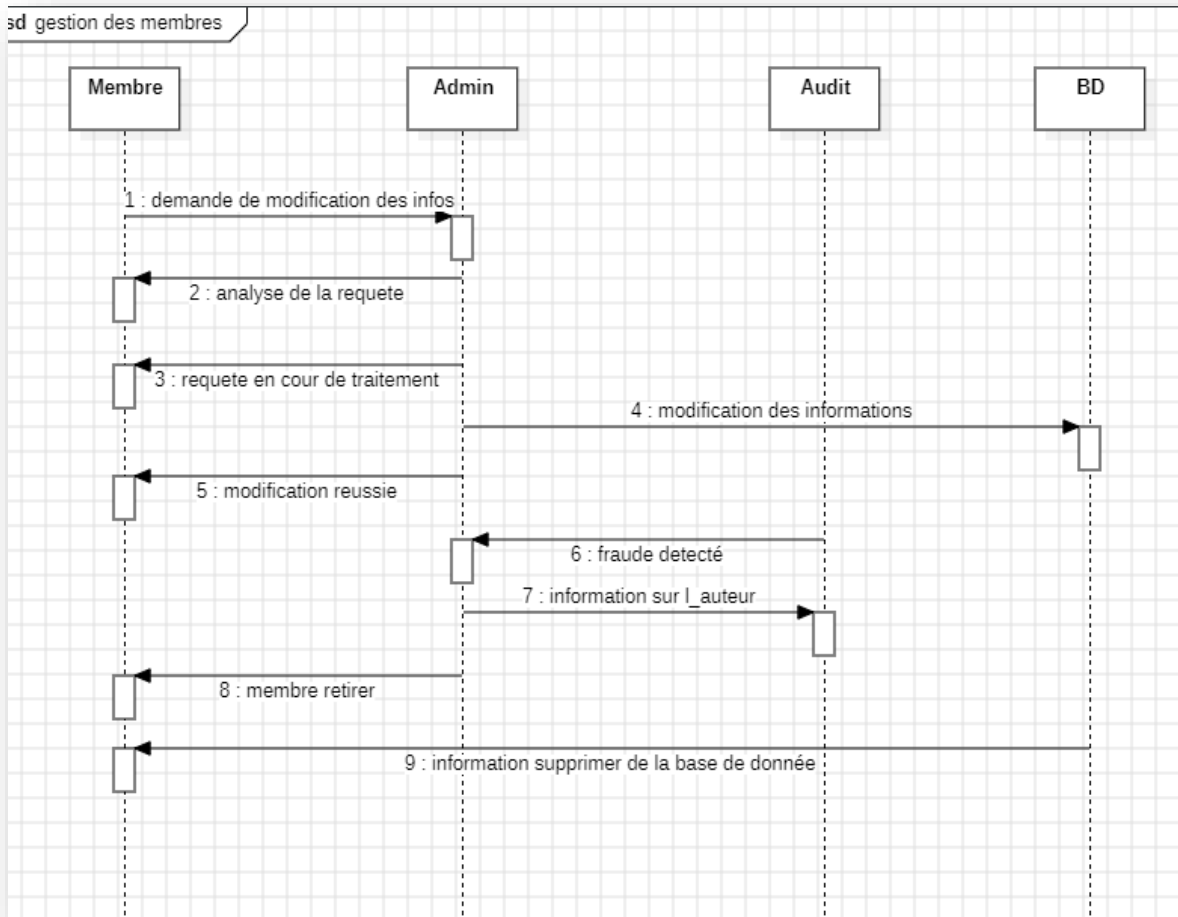 sd gestion des membres
Membre
Admin
Audit
BD
1 : demande de modification des infos
2 : analyse de la requete
3 : requete en cour de traitement
4 : modification des informations
5 : modification reussie
6 : fraude detecté
7 : information sur l_auteur
8 : membre retirer
9 : information supprimer de la base de donnée